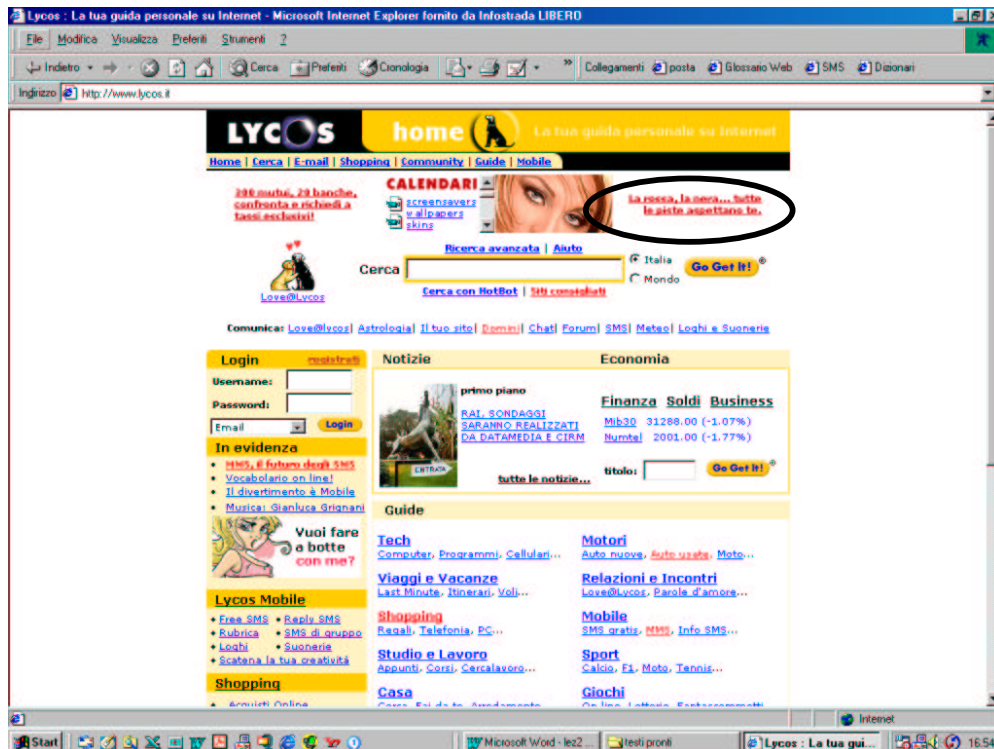 Lycos : La tua guida personale su Internet - Microsoft Internet Explorer fornito da Infostrada LIBERO
File Modifica Visualizza Preferiti Strumenti ?
Indietro Cerca Preferiti Cronologia » Collegamenti posta Glossario Web SMS Dizionari
Indirizzo http://www.lycos.it
LYCOS home La tua guida personale su Internet
Home | Cerca | E-mail | Shopping | Community | Guide | Mobile
200 mutui, 29 banche,
confronta e richiedi a
tassi esclusivi!
CALENDARI
screensavers
wallpapers
skins
La rossa, la nera... tutte
le piste aspettano te.
Love@Lycos
Ricerca avanzata | Aiuto
Cerca Italia Mondo Go Get It!®
Cerca con HotBot | Siti consigliati
Comunica: Love@lycos| Astrologia| Il tuo sito| Domini| Chat| Forum| SMS| Meteo| Loghi e Suonerie
Login registrati
Username:
Password:
Email Login
In evidenza
• MMS, il futuro degli SMS
• Vocabolario on line!
• Il divertimento è Mobile
• Musica: Gianluca Grignani
Vuoi fare
a botte
con me?
Lycos Mobile
• Free SMS • Reply SMS
• Rubrica • SMS di gruppo
• Loghi • Suonerie
• Scatena la tua creatività
Shopping
• Acquisti Online
Notizie
primo piano
RAI, SONDAGGI
SARANNO REALIZZATI
DA DATAMEDIA E CIRM
ENTRATA
tutte le notizie...
Economia
Finanza Soldi Business
Mib30 31288.00 (-1.07%)
Numtel 2001.00 (-1.77%)
titolo: Go Get It!®
Guide
Tech
Computer, Programmi, Cellulari...
Motori
Auto nuove, Auto usate, Moto...
Viaggi e Vacanze
Last Minute, Itinerari, Voli...
Relazioni e Incontri
Love@Lycos, Parole d'amore...
Shopping
Regali, Telefonia, PC...
Mobile
SMS gratis, MMS, Info SMS...
Studio e Lavoro
Appunti, Corsi, Cercalavoro...
Sport
Calcio, F1, Moto, Tennis...
Casa
Giochi
Internet
Start Microsoft Word - lez2 ... testi pronti Lycos : La tua gui... 16.54